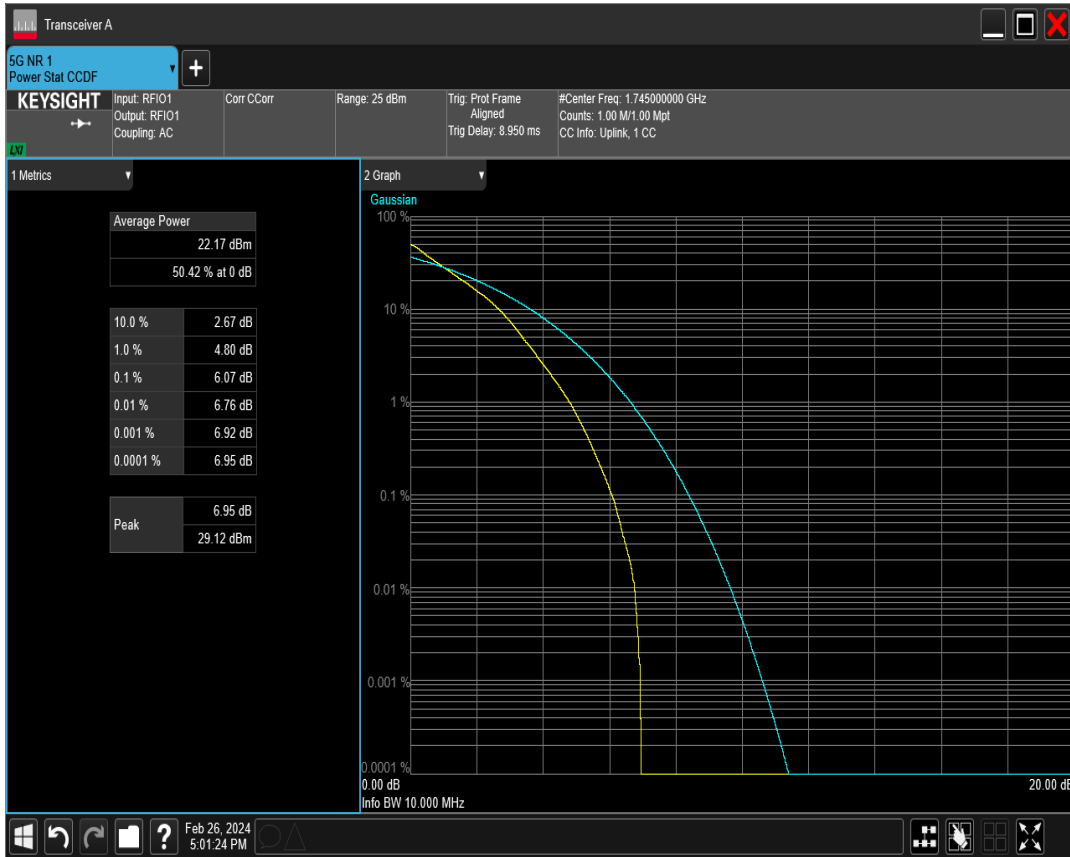 Transceiver A
5G NR 1
Power Stat CCDF
+
KEYSIGHT
LXI
Input: RFIO1
Output: RFIO1
Coupling: AC
Corr CCorr
Range: 25 dBm
Trig: Prot Frame
Aligned
Trig Delay: 8.950 ms
#Center Freq: 1.745000000 GHz
Counts: 1.00 M/1.00 Mpt
CC Info: Uplink, 1 CC
1 Metrics
Average Power
22.17 dBm
50.42 % at 0 dB
10.0 % 2.67 dB
1.0 % 4.80 dB
0.1 % 6.07 dB
0.01 % 6.76 dB
0.001 % 6.92 dB
0.0001 % 6.95 dB
Peak 6.95 dB
29.12 dBm
2 Graph
Gaussian
100 %
10 %
1 %
0.1 %
0.01 %
0.001 %
0.0001 %
0.00 dB 20.00 dB
Info BW 10.000 MHz
?
Feb 26, 2024
5:01:24 PM